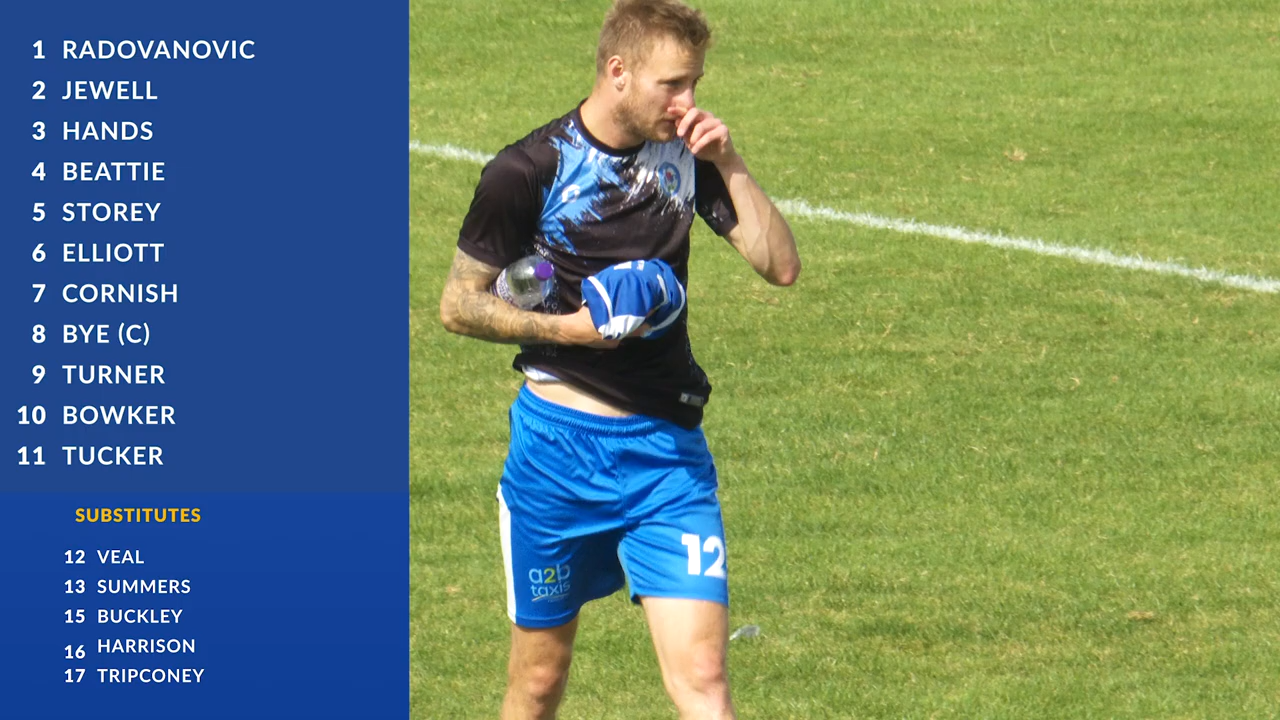 1 RADOVANOVIC
2 JEWELL
3 HANDS
4 BEATTIE
5 STOREY
6 ELLIOTT
7 CORNISH
8 BYE (C)
9 TURNER
10 BOWKER
11 TUCKER
SUBSTITUTES
12 VEAL
13 SUMMERS
15 BUCKLEY
16 HARRISON
17 TRIPCONEY
12
a2b
taxis